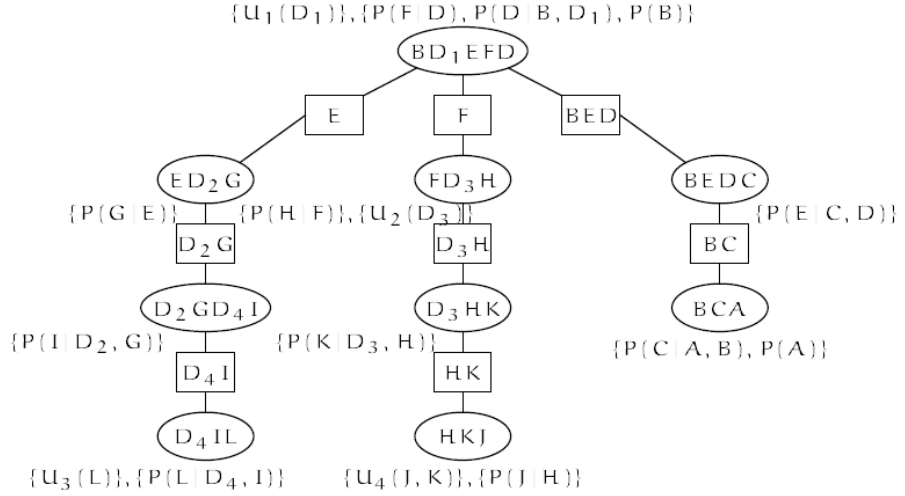 {U₁(D₁)},{P(F|D),P(D|B,D₁),P(B)}
BD₁EFD
E F BED
ED₂G FD₃H BEDC
{P(G|E)} {P(H|F)},{U₂(D₃)} {P(E|C,D)}
D₂G D₃H BC
D₂GD₄I D₃HK BCA
{P(I|D₂,G)} {P(K|D₃,H)} {P(C|A,B),P(A)}
D₄I HK
D₄IL HKJ
{U₃(L)},{P(L|D₄,I)} {U₄(J,K)},{P(J|H)}